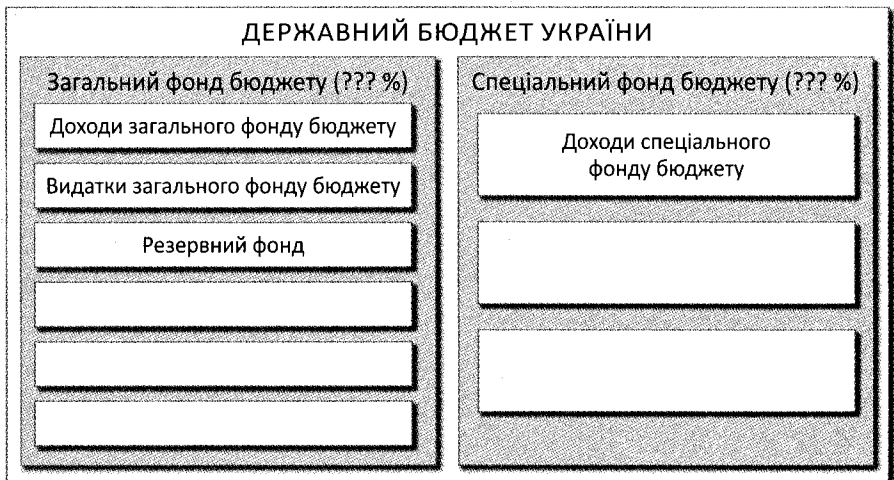 ДЕРЖАВНИЙ БЮДЖЕТ УКРАЇНИ
Загальний фонд бюджету (??? %)
Доходи загального фонду бюджету
Видатки загального фонду бюджету
Резервний фонд
Спеціальний фонд бюджету (??? %)
Доходи спеціального
фонду бюджету